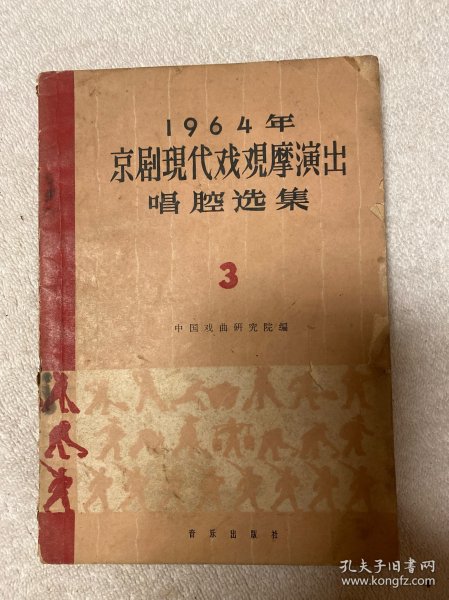 1964年
京剧現代戏观摩演出
唱腔选集
3
中国戏曲研究院編
音乐出版社
孔夫子旧书网
www.kongfz.com